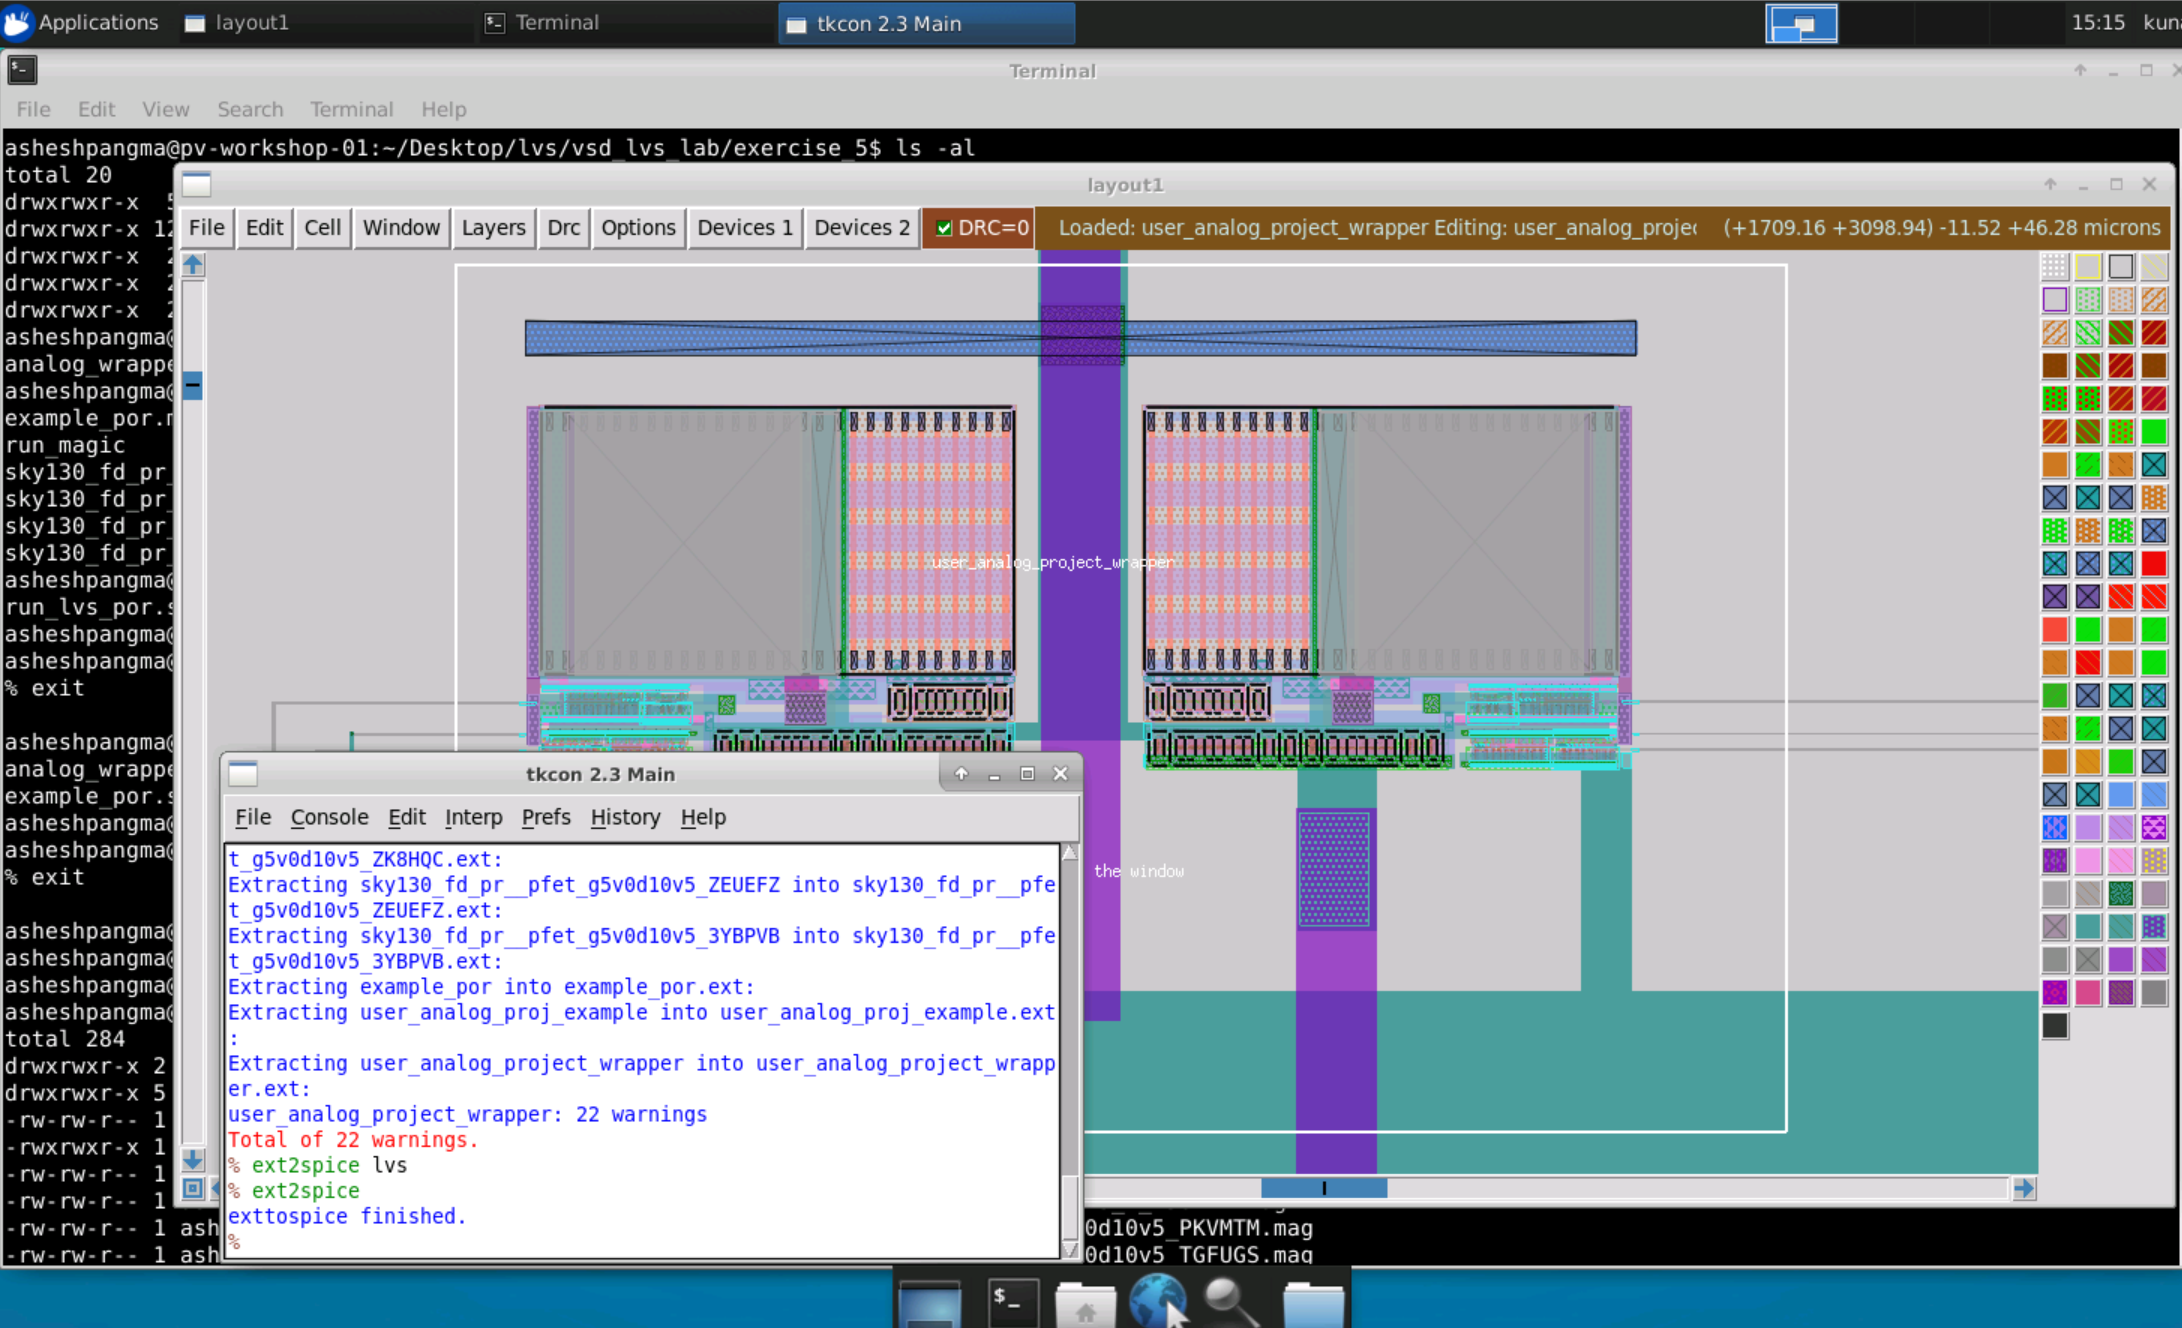 Applications
layout1
Terminal
tkcon 2.3 Main
15:15
Terminal
File Edit View Search Terminal Help
asheshpangma@pv-workshop-01:~/Desktop/lvs/vsd_lvs_lab/exercise_5$ ls -al
total 20
layout1
drwxrwxr-x
File Edit Cell Window Layers Drc Options Devices 1 Devices 2 DRC=0 Loaded: user_analog_project_wrapper Editing: user_analog_projec (+1709.16 +3098.94) -11.52 +46.28 microns
drwxrwxr-x 12
drwxrwxr-x 2
drwxrwxr-x 2
drwxrwxr-x 2
asheshpangma@
analog_wrappe
asheshpangma@
example_por.m
run_magic
sky130_fd_pr_
sky130_fd_pr_
sky130_fd_pr_
sky130_fd_pr_
user_analog_project_wrapper
asheshpangma@
run_lvs_por.s
asheshpangma@
asheshpangma@
% exit
asheshpangma@
analog_wrappe
example_por.s
asheshpangma@
asheshpangma@
% exit
the window
asheshpangma@
asheshpangma@
asheshpangma@
asheshpangma@
total 284
drwxrwxr-x 2
drwxrwxr-x 5
-rw-rw-r-- 1
-rwxrwxr-x 1
-rw-rw-r-- 1
-rw-rw-r-- 1
-rw-rw-r-- 1 ash
0d10v5_PKVMTM.mag
-rw-rw-r-- 1 ash
0d10v5_TGFUGS.mag
tkcon 2.3 Main
File Console Edit Interp Prefs History Help
t_g5v0d10v5_ZK8HQC.ext:
Extracting sky130_fd_pr__pfet_g5v0d10v5_ZEUEFZ into sky130_fd_pr__pfe
t_g5v0d10v5_ZEUEFZ.ext:
Extracting sky130_fd_pr__pfet_g5v0d10v5_3YBPVB into sky130_fd_pr__pfe
t_g5v0d10v5_3YBPVB.ext:
Extracting example_por into example_por.ext:
Extracting user_analog_proj_example into user_analog_proj_example.ext
:
Extracting user_analog_project_wrapper into user_analog_project_wrapp
er.ext:
user_analog_project_wrapper: 22 warnings
Total of 22 warnings.
% ext2spice lvs
% ext2spice
exttospice finished.
%